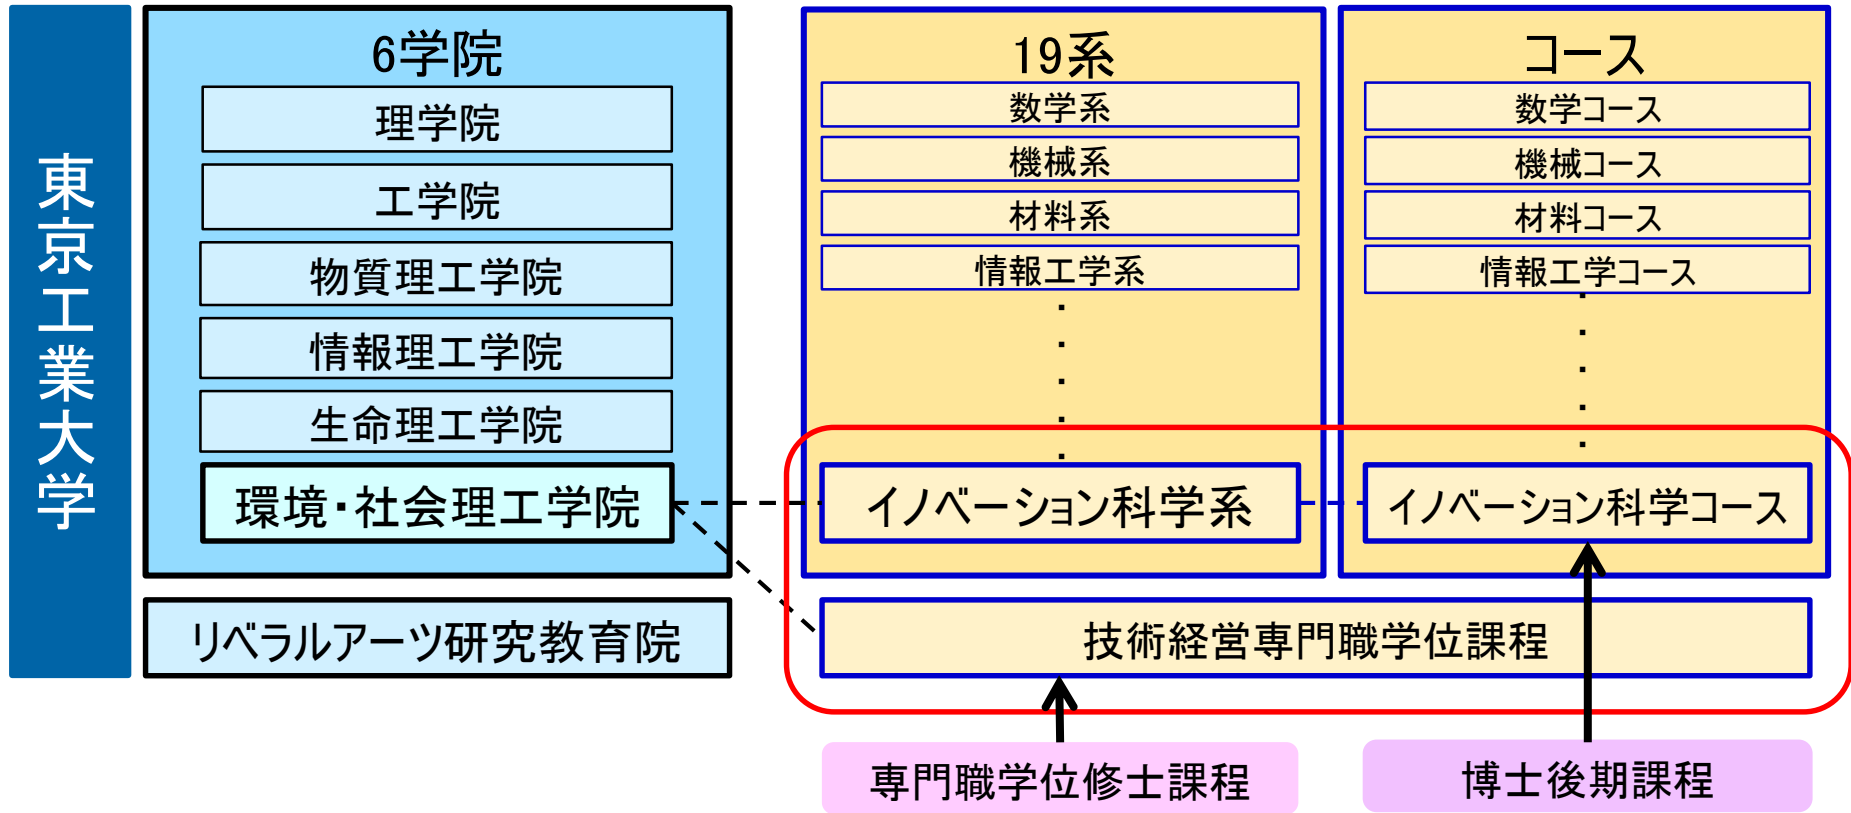 東京工業大学
6学院
理学院
工学院
物質理工学院
情報理工学院
生命理工学院
環境・社会理工学院
リベラルアーツ研究教育院
19系
数学系
機械系
材料系
情報工学系
・
・
・
・
・
イノベーション科学系
コース
数学コース
機械コース
材料コース
情報工学コース
・
・
・
・
・
イノベーション科学コース
技術経営専門職学位課程
専門職学位修士課程
博士後期課程